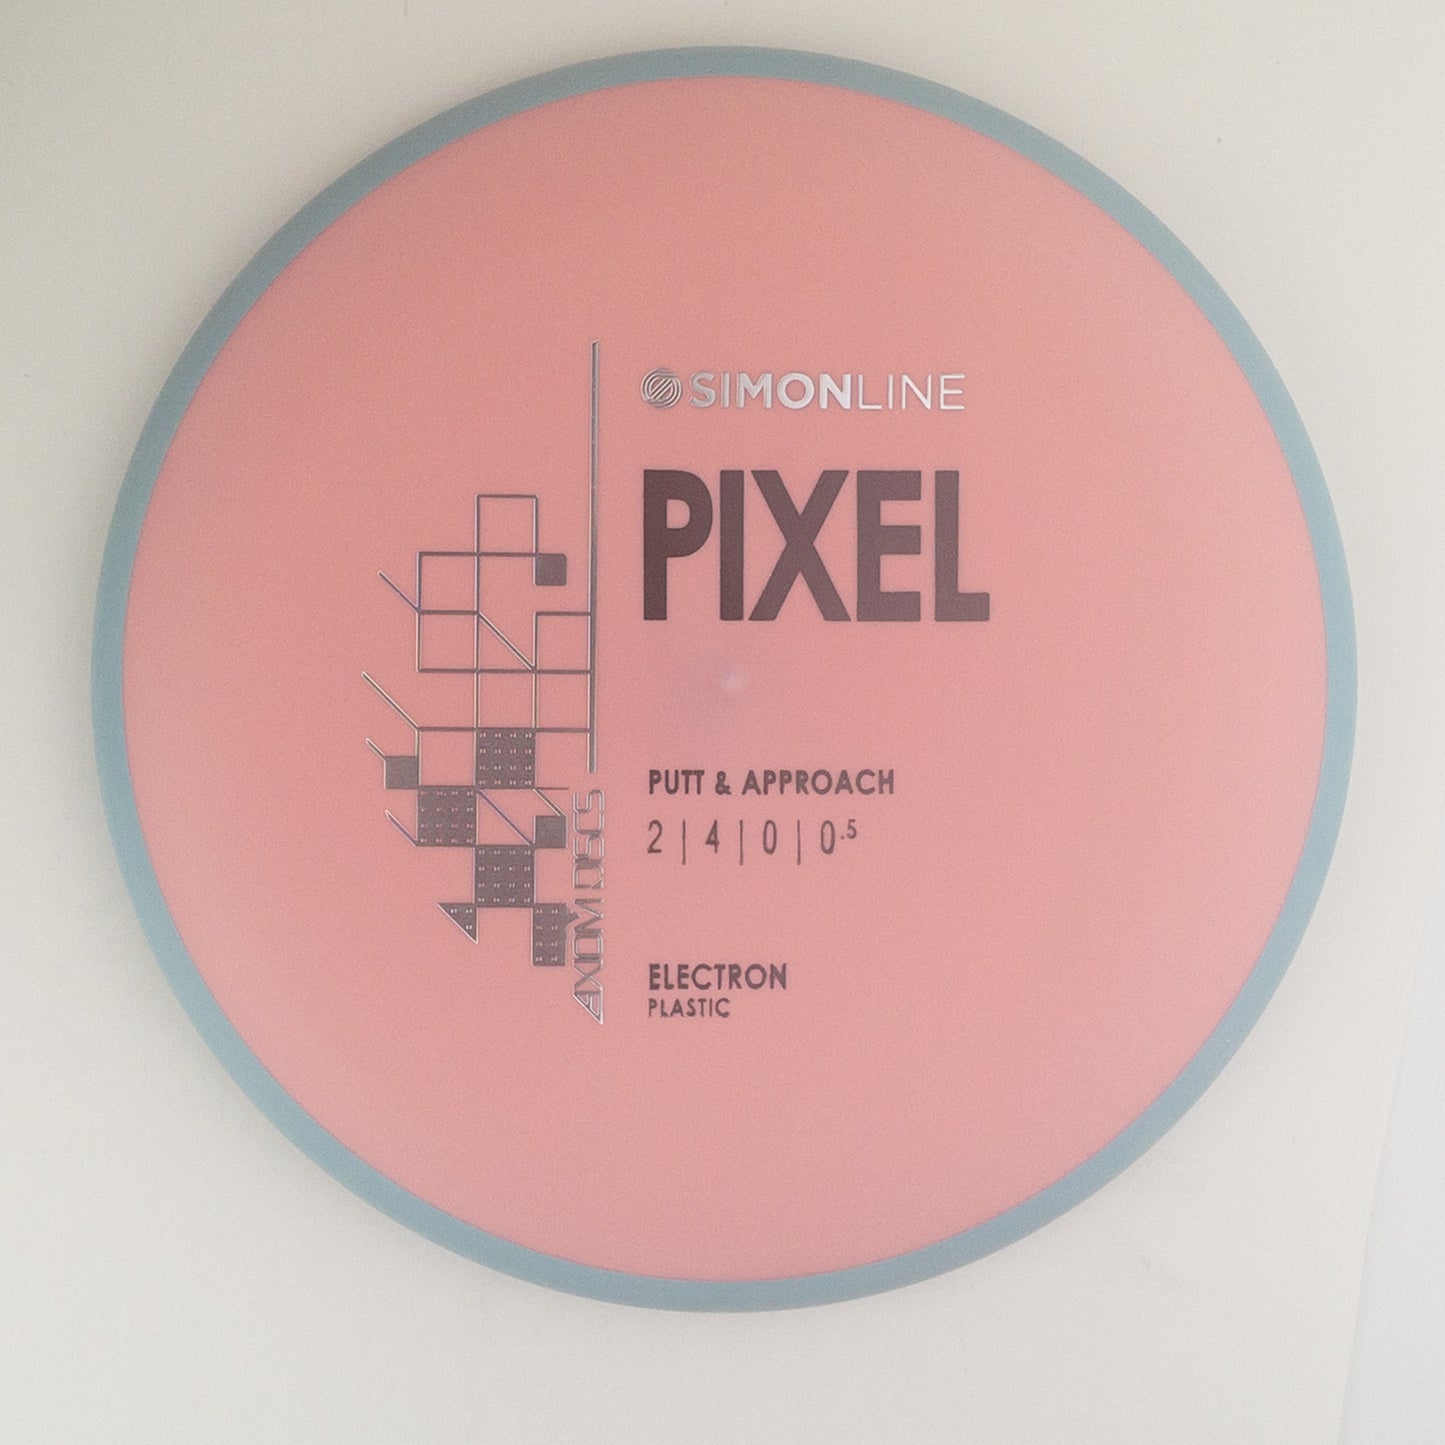 SIMONLINE
PIXEL
PUTT & APPROACH
2 | 4 | 0 | 0.5
ELECTRON
PLASTIC
AXIOM DISCS